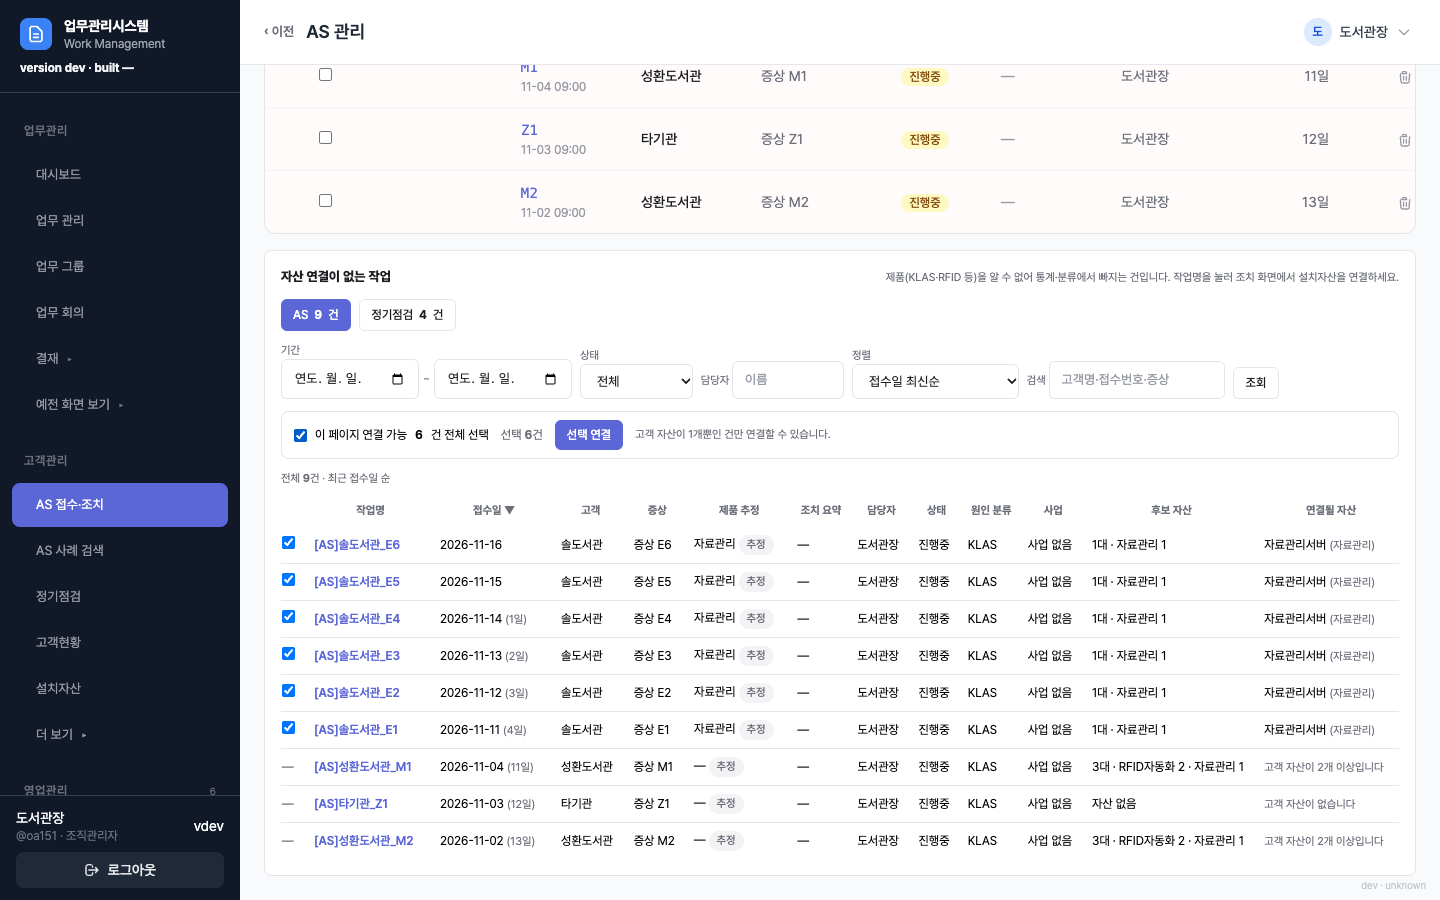 업무관리시스템
Work Management
version dev · built —
업무관리
대시보드
업무 관리
업무 그룹
업무 회의
결재 ▸
예전 화면 보기 ▸
고객관리
AS 접수·조치
AS 사례 검색
정기점검
고객현황
설치자산
더 보기 ▸
영업관리 6
도서관장
@oa151 · 조직관리자
vdev
로그아웃
‹ 이전 AS 관리
도 도서관장
M1
11-04 09:00
성환도서관 증상 M1 진행중 — 도서관장 11일
Z1
11-03 09:00
타기관 증상 Z1 진행중 — 도서관장 12일
M2
11-02 09:00
성환도서관 증상 M2 진행중 — 도서관장 13일
자산 연결이 없는 작업
제품(KLAS·RFID 등)을 알 수 없어 통계·분류에서 빠지는 건입니다. 작업명을 눌러 조치 화면에서 설치자산을 연결하세요.
AS 9 건 정기점검 4 건
기간 상태 정렬
연도. 월. 일. ~ 연도. 월. 일. 전체 담당자 이름 접수일 최신순 검색 고객명·접수번호·증상 조회
이 페이지 연결 가능 6 건 전체 선택 선택 6건 선택 연결 고객 자산이 1개뿐인 건만 연결할 수 있습니다.
전체 9건 · 최근 접수일 순
작업명 접수일 ▼ 고객 증상 제품 추정 조치 요약 담당자 상태 원인 분류 사업 후보 자산 연결될 자산
[AS]솔도서관_E6 2026-11-16 솔도서관 증상 E6 자료관리 추정 — 도서관장 진행중 KLAS 사업 없음 1대 · 자료관리 1 자료관리서버 (자료관리)
[AS]솔도서관_E5 2026-11-15 솔도서관 증상 E5 자료관리 추정 — 도서관장 진행중 KLAS 사업 없음 1대 · 자료관리 1 자료관리서버 (자료관리)
[AS]솔도서관_E4 2026-11-14 (1일) 솔도서관 증상 E4 자료관리 추정 — 도서관장 진행중 KLAS 사업 없음 1대 · 자료관리 1 자료관리서버 (자료관리)
[AS]솔도서관_E3 2026-11-13 (2일) 솔도서관 증상 E3 자료관리 추정 — 도서관장 진행중 KLAS 사업 없음 1대 · 자료관리 1 자료관리서버 (자료관리)
[AS]솔도서관_E2 2026-11-12 (3일) 솔도서관 증상 E2 자료관리 추정 — 도서관장 진행중 KLAS 사업 없음 1대 · 자료관리 1 자료관리서버 (자료관리)
[AS]솔도서관_E1 2026-11-11 (4일) 솔도서관 증상 E1 자료관리 추정 — 도서관장 진행중 KLAS 사업 없음 1대 · 자료관리 1 자료관리서버 (자료관리)
— [AS]성환도서관_M1 2026-11-04 (11일) 성환도서관 증상 M1 — 추정 — 도서관장 진행중 KLAS 사업 없음 3대 · RFID자동화 2 · 자료관리 1 고객 자산이 2개 이상입니다
— [AS]타기관_Z1 2026-11-03 (12일) 타기관 증상 Z1 — 추정 — 도서관장 진행중 KLAS 사업 없음 자산 없음 고객 자산이 없습니다
— [AS]성환도서관_M2 2026-11-02 (13일) 성환도서관 증상 M2 — 추정 — 도서관장 진행중 KLAS 사업 없음 3대 · RFID자동화 2 · 자료관리 1 고객 자산이 2개 이상입니다
dev · unknown